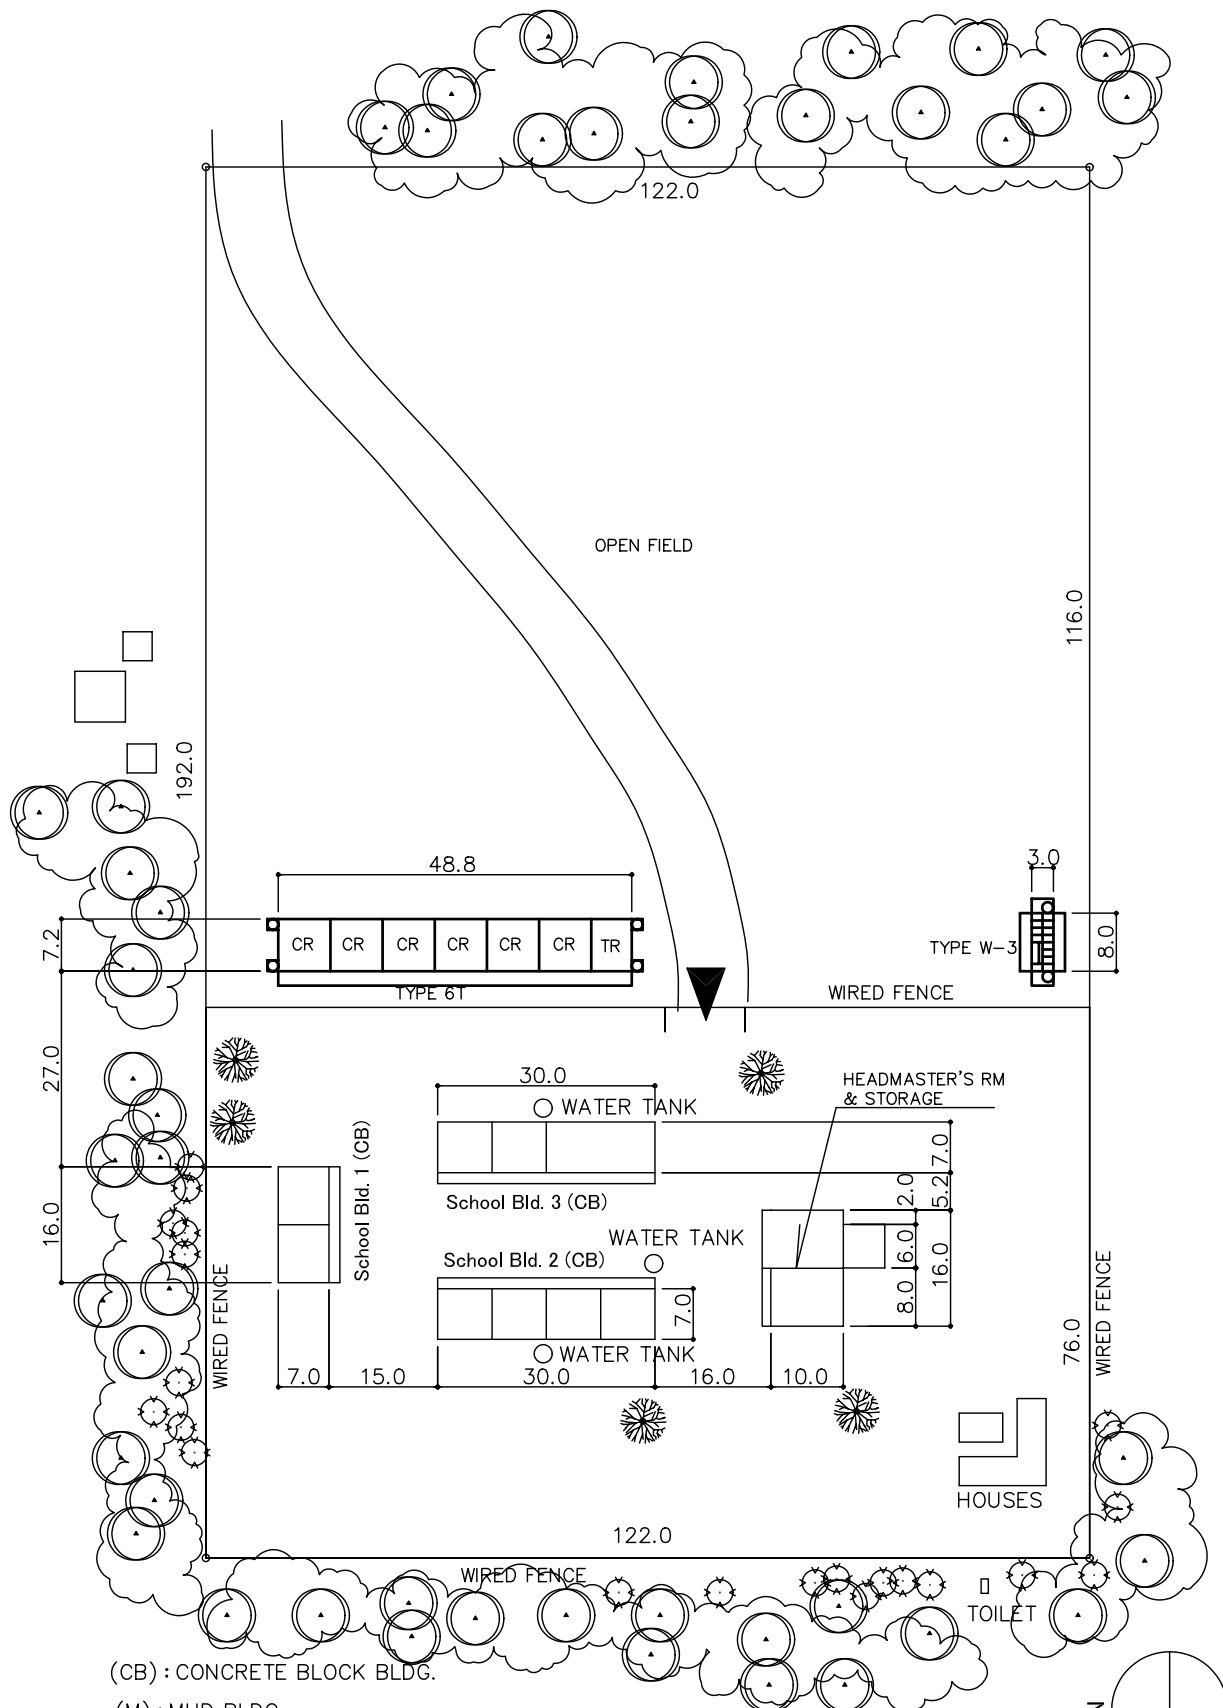 122.0
OPEN FIELD
116.0
192.0
48.8
3.0
7.2
CR CR CR CR CR CR TR
TYPE W-3
8.0
TYPE 6T
WIRED FENCE
27.0
30.0
HEADMASTER'S RM
& STORAGE
WATER TANK
7.0
School Bld. 1 (CB)
2.0
5.2
School Bld. 3 (CB)
16.0
WATER TANK
6.0
16.0
School Bld. 2 (CB)
WIRED FENCE
7.0
8.0
76.0
WIRED FENCE
WATER TANK
7.0
15.0
30.0
16.0
10.0
HOUSES
122.0
WIRED FENCE
TOILET
(CB) : CONCRETE BLOCK BLDG.
(M) : MUD BLDG.
N